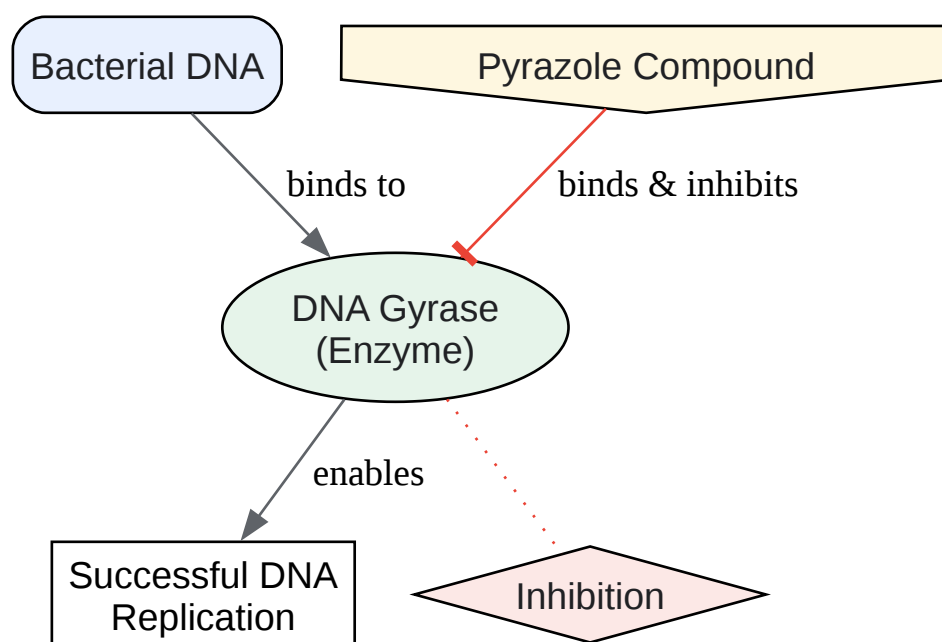 Bacterial DNA
Pyrazole Compound
binds to
binds & inhibits
DNA Gyrase
(Enzyme)
enables
Successful DNA
Replication
Inhibition